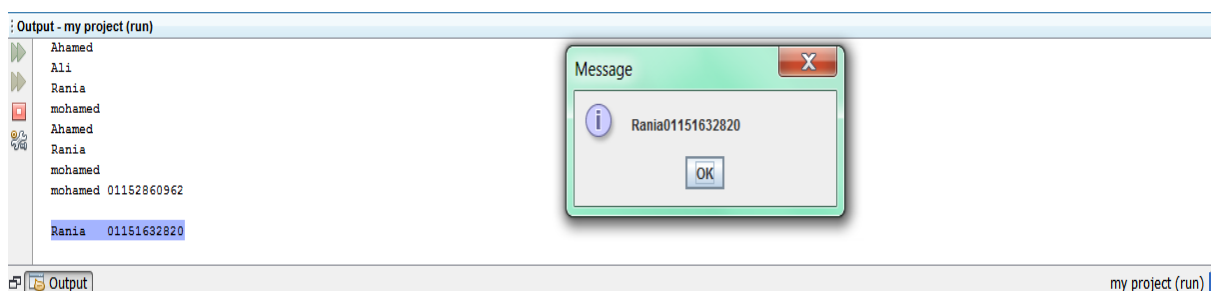 Output - my project (run)
Ahamed
Ali
Rania
mohamed
Ahamed
Rania
mohamed
mohamed 01152860962
Rania 01151632820
Message
X
i
Rania01151632820
OK
Output
my project (run)